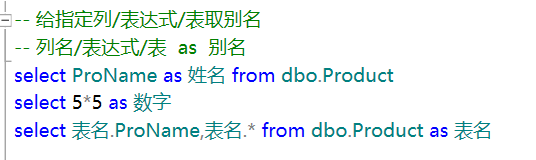 -- 给指定列/表达式/表取别名
-- 列名/表达式/表 as 别名
select ProName as 姓名 from dbo.Product
select 5*5 as 数字
select 表名.ProName,表名.* from dbo.Product as 表名